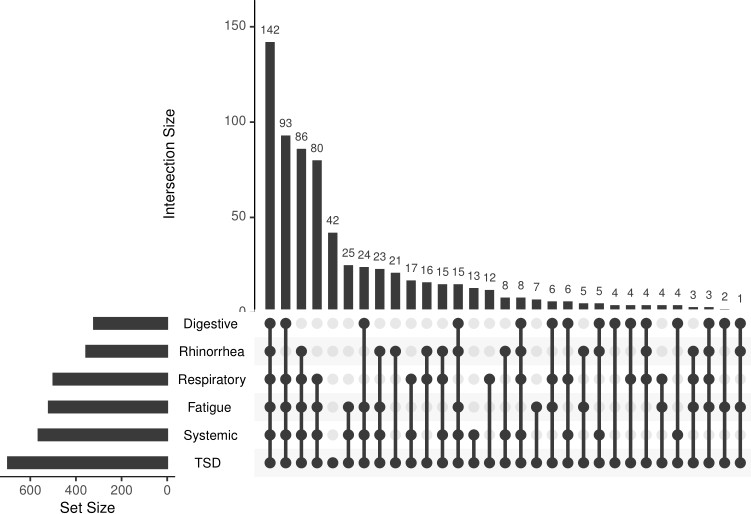 150
142
93
86
80
42
25 24 23 21 17 16 15 15 13 12 8 8 7 6 6 5 5 4 4 4 4 4 3 3 2 1
100
50
0
Intersection Size
Digestive
Rhinorrhea
Respiratory
Fatigue
Systemic
TSD
600 400 200 0
Set Size